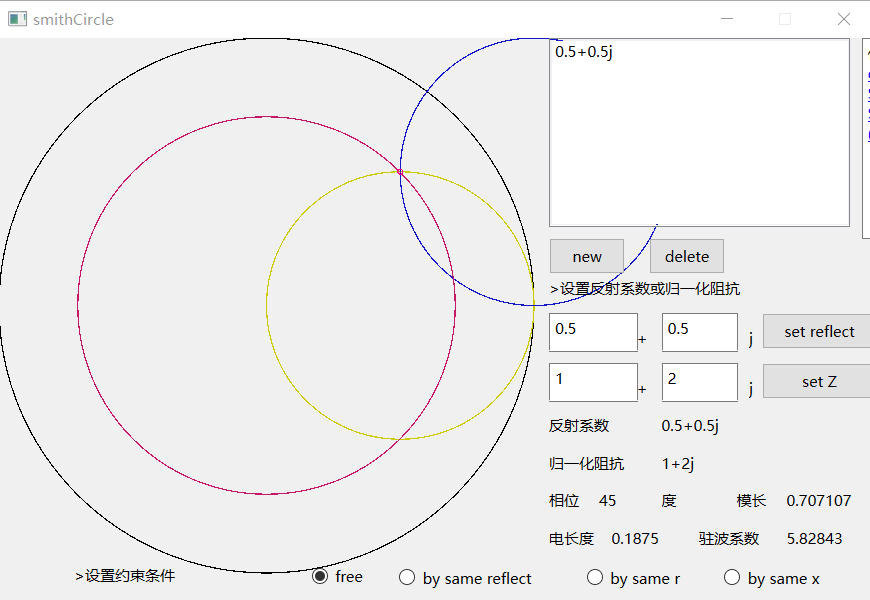 smithCircle
0.5+0.5j
new delete
>设置反射系数或归一化阻抗
0.5 + 0.5 j set reflect
1 + 2 j set Z
反射系数 0.5+0.5j
归一化阻抗 1+2j
相位 45 度 模长 0.707107
电长度 0.1875 驻波系数 5.82843
>设置约束条件 free by same reflect by same r by same x